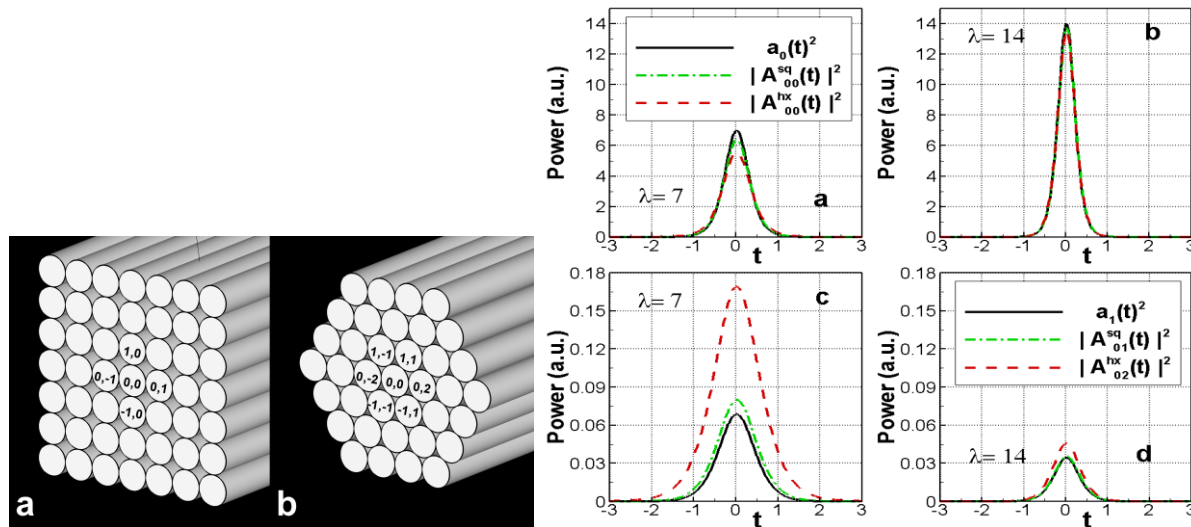 1,0
0,-1 0,0 0,1
-1,0
a
1,-1 1,1
0,-2 0,0 0,2
-1,-1 -1,1
b
Power (a.u.)
14
12
10
8
6
4
2
0
a₀(t)²
| A^sq_00(t) |²
| A^hx_00(t) |²
λ= 7
a
-3 -2 -1 0 1 2 3
t
Power (a.u.)
14
12
10
8
6
4
2
0
λ= 14
b
-3 -2 -1 0 1 2 3
t
Power (a.u.)
0.18
0.15
0.12
0.09
0.06
0.03
0
λ= 7
c
-3 -2 -1 0 1 2 3
t
Power (a.u.)
0.18
0.15
0.12
0.09
0.06
0.03
0
a₁(t)²
| A^sq_01(t) |²
| A^hx_02(t) |²
λ= 14
d
-3 -2 -1 0 1 2 3
t